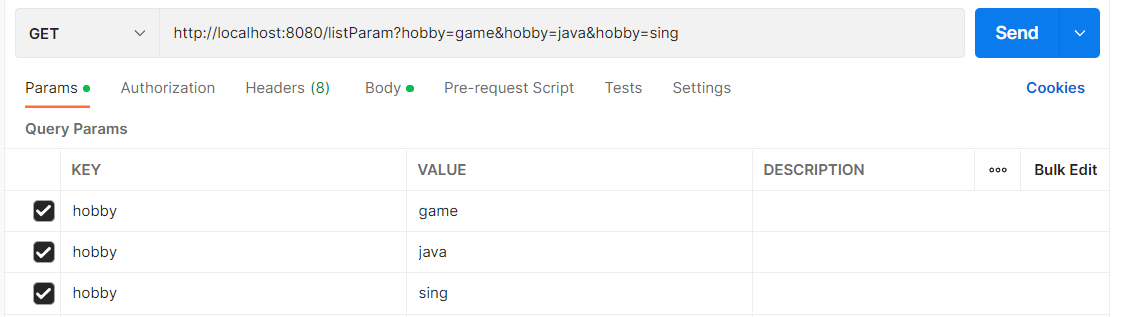 GET http://localhost:8080/listParam?hobby=game&hobby=java&hobby=sing Send
Params Authorization Headers (8) Body Pre-request Script Tests Settings Cookies
Query Params
KEY VALUE DESCRIPTION ooo Bulk Edit
hobby game
hobby java
hobby sing